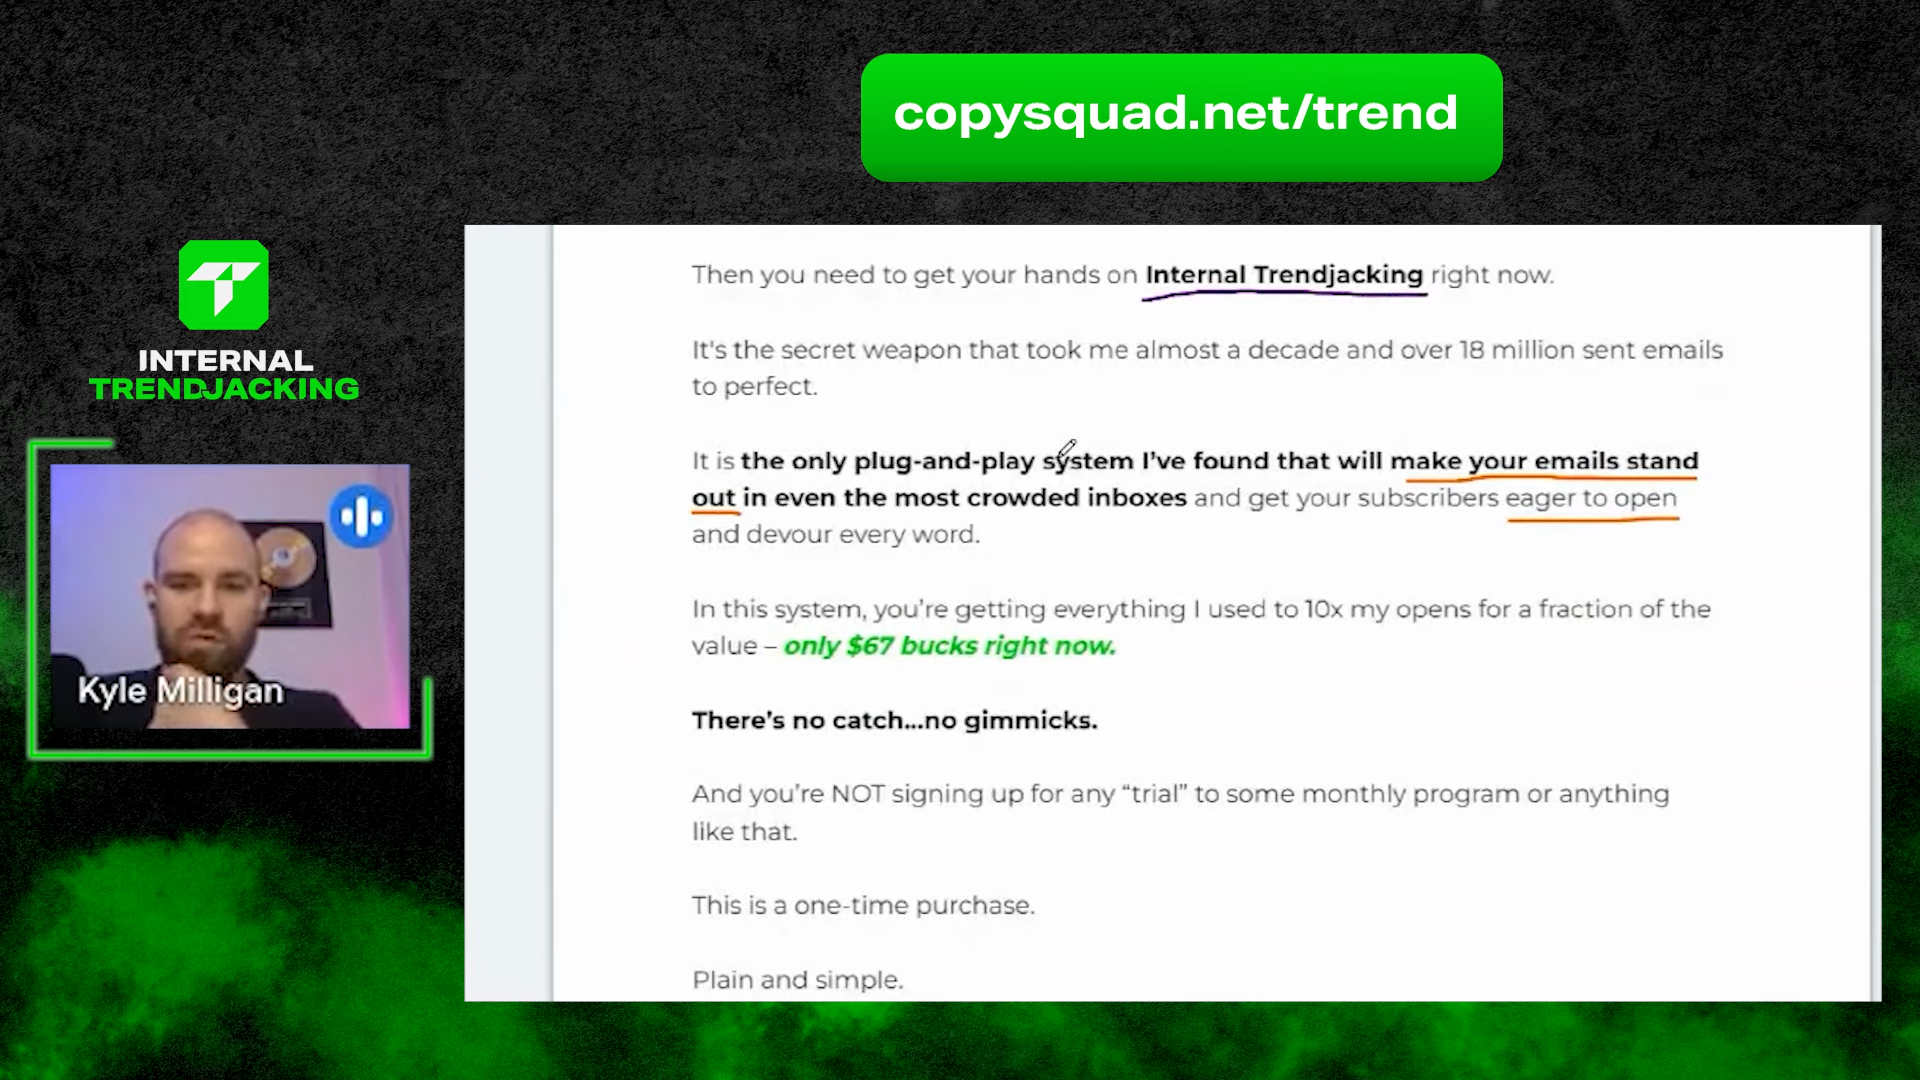 copysquad.net/trend
INTERNAL
TRENDJACKING
Kyle Milligan
Then you need to get your hands on Internal Trendjacking right now.
It's the secret weapon that took me almost a decade and over 18 million sent emails
to perfect.
It is the only plug-and-play system I've found that will make your emails stand
out in even the most crowded inboxes and get your subscribers eager to open
and devour every word.
In this system, you're getting everything I used to 10x my opens for a fraction of the
value – only $67 bucks right now.
There's no catch...no gimmicks.
And you're NOT signing up for any “trial” to some monthly program or anything
like that.
This is a one-time purchase.
Plain and simple.